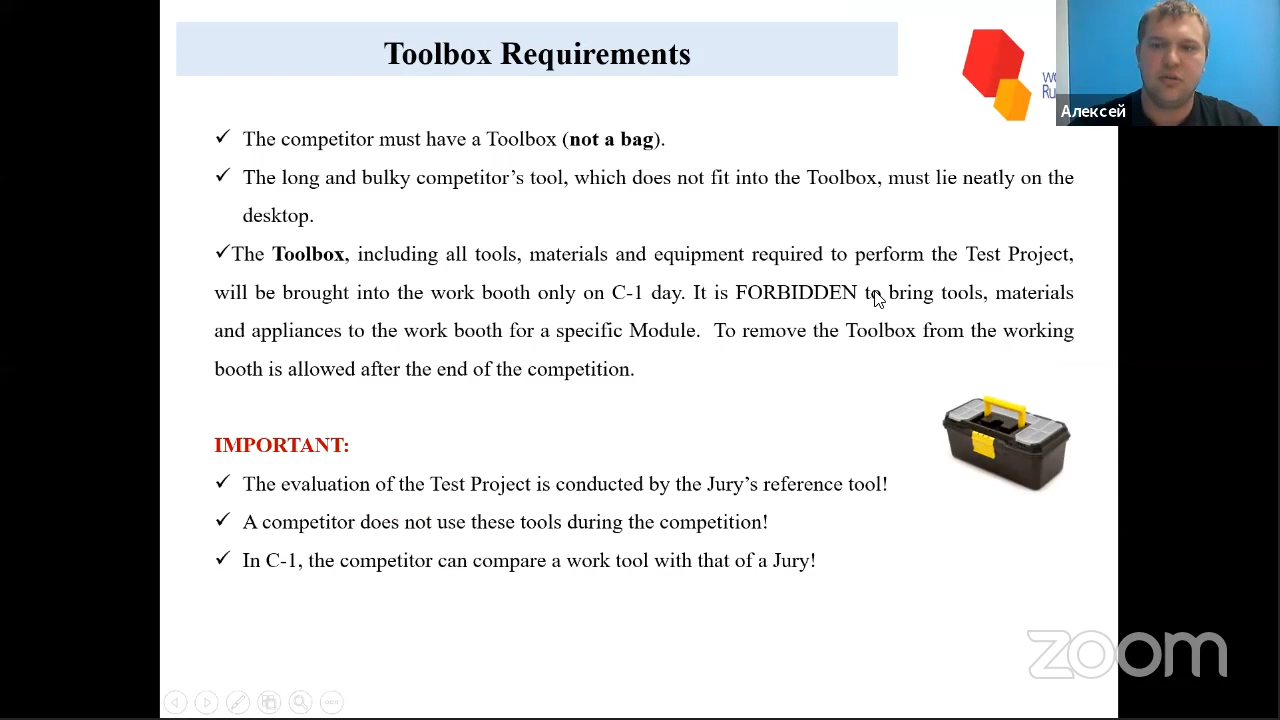 Toolbox Requirements
Алексей
✓ The competitor must have a Toolbox (not a bag).
✓ The long and bulky competitor’s tool, which does not fit into the Toolbox, must lie neatly on the
desktop.
✓The Toolbox, including all tools, materials and equipment required to perform the Test Project,
will be brought into the work booth only on C-1 day. It is FORBIDDEN to bring tools, materials
and appliances to the work booth for a specific Module. To remove the Toolbox from the working
booth is allowed after the end of the competition.
IMPORTANT:
✓ The evaluation of the Test Project is conducted by the Jury’s reference tool!
✓ A competitor does not use these tools during the competition!
✓ In C-1, the competitor can compare a work tool with that of a Jury!
zoom